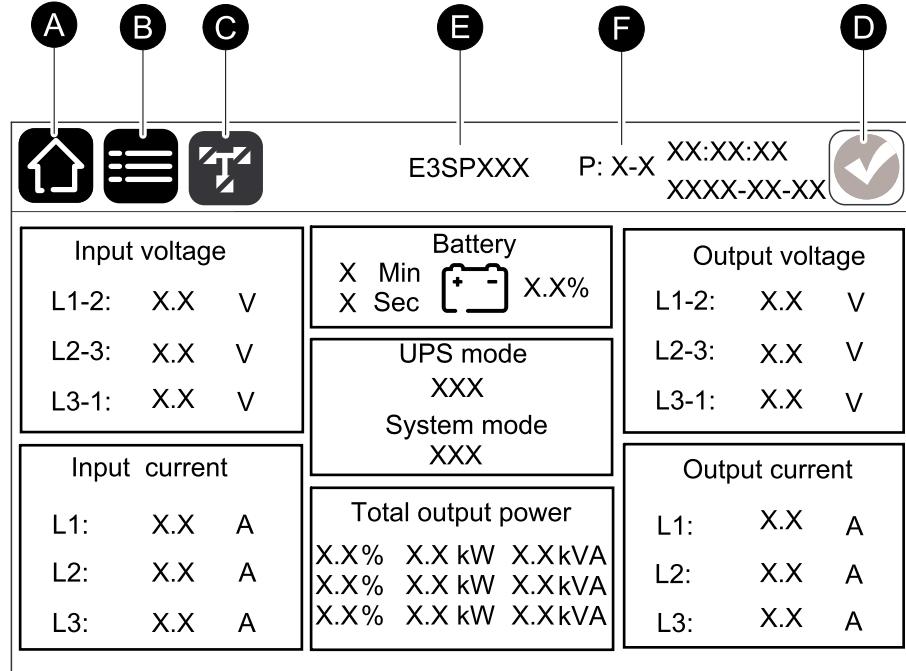 A B C E F D
E3SPXXX P: X-X XX:XX:XX
XXXX-XX-XX
Input voltage
L1-2: X.X V
L2-3: X.X V
L3-1: X.X V
Battery
X Min
X Sec
+ -
X.X%
Output voltage
L1-2: X.X V
L2-3: X.X V
L3-1: X.X V
UPS mode
XXX
System mode
XXX
Input current
L1: X.X A
L2: X.X A
L3: X.X A
Total output power
X.X% X.X kW X.X kVA
X.X% X.X kW X.X kVA
X.X% X.X kW X.X kVA
Output current
L1: X.X A
L2: X.X A
L3: X.X A